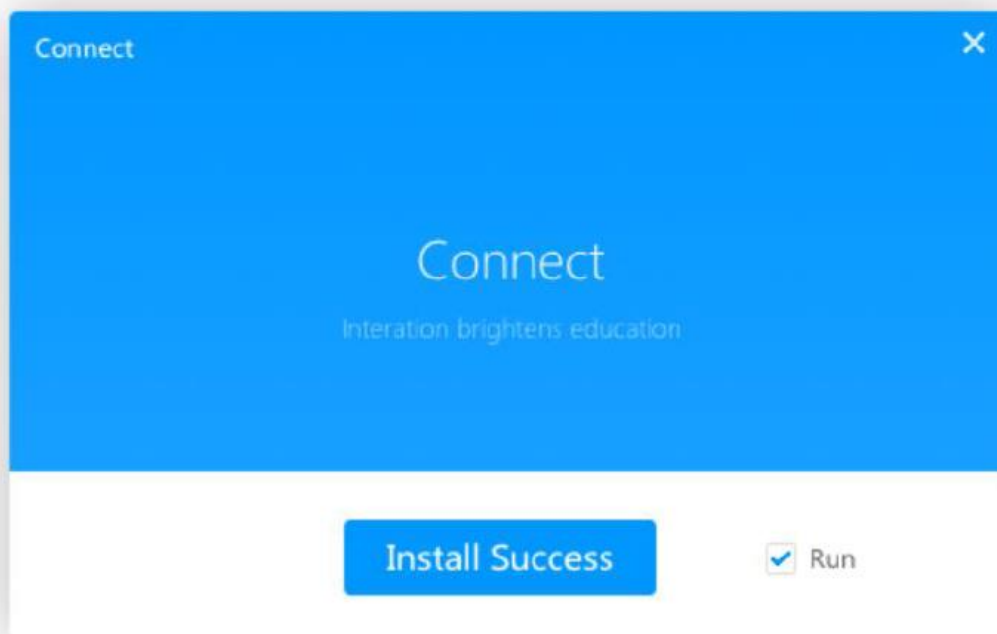 Connect
Connect
Interation brightens education
Install Success
Run